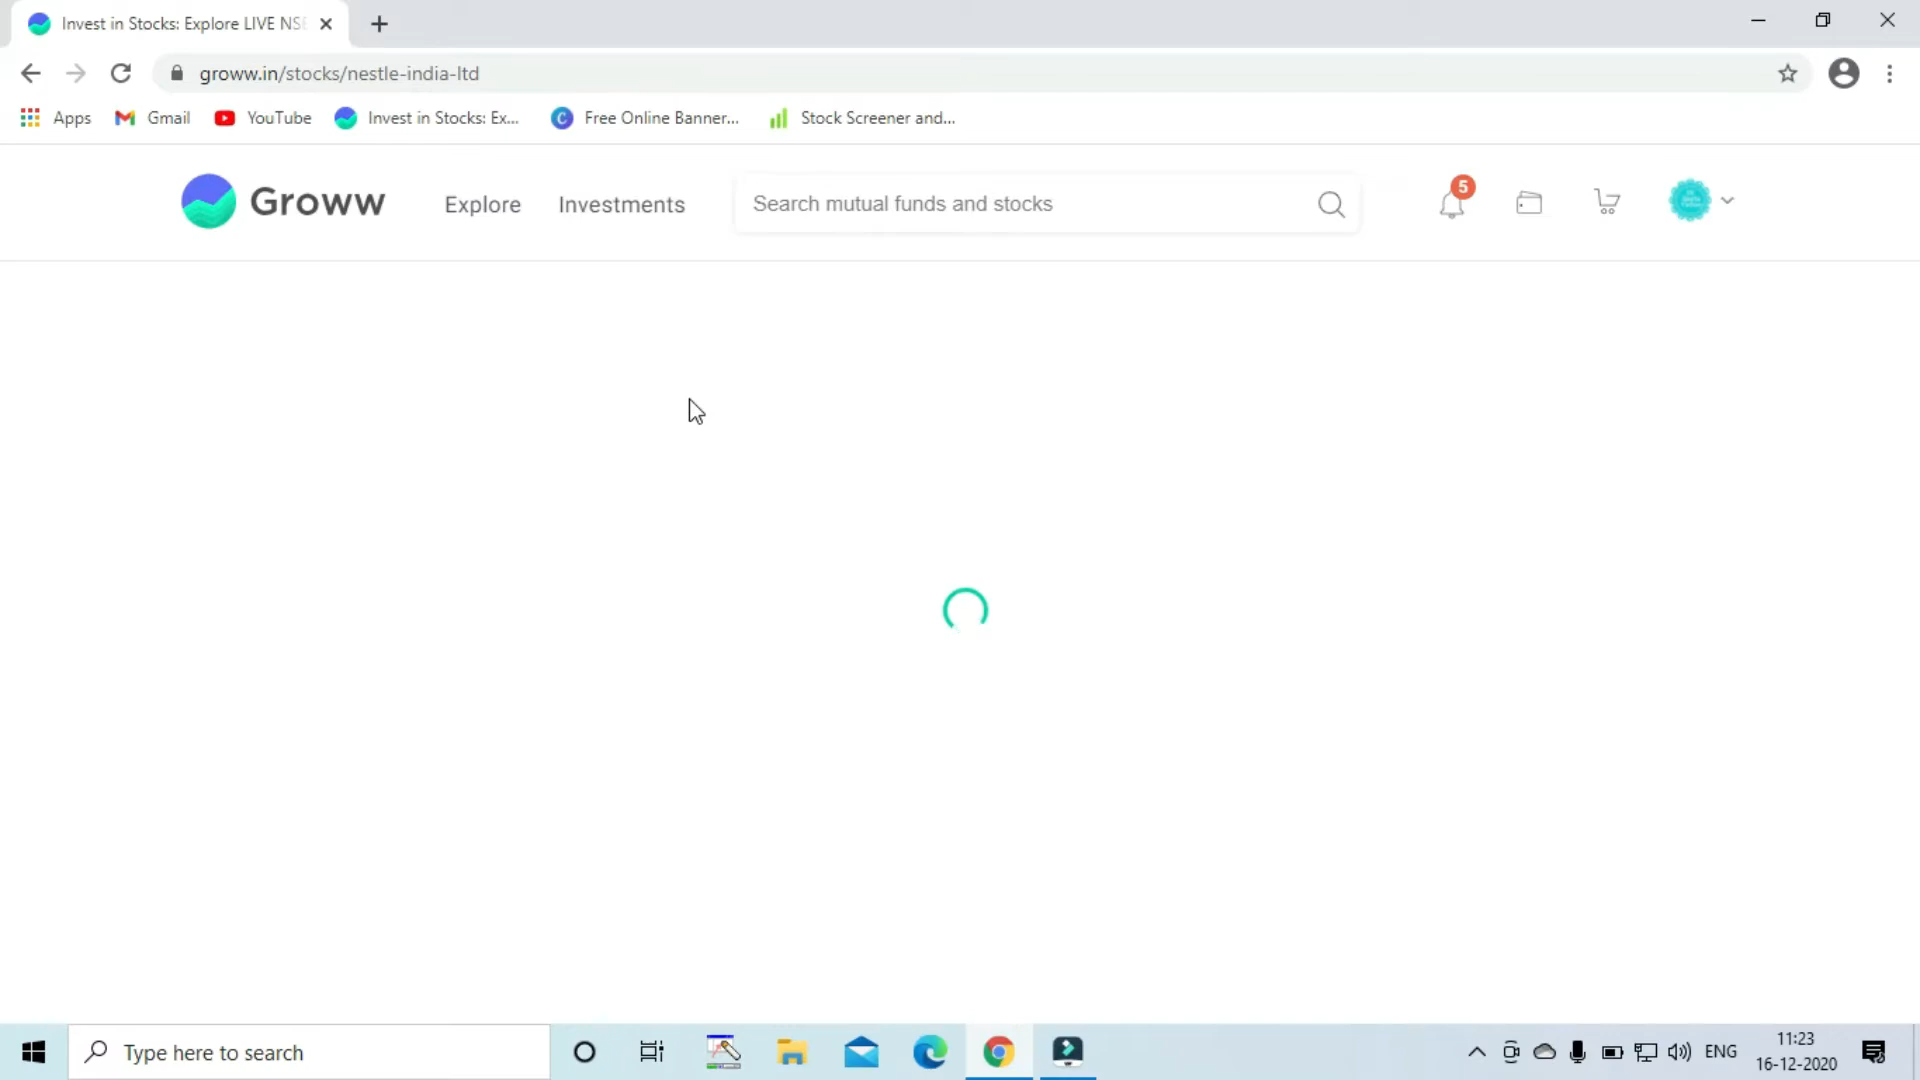 Invest in Stocks: Explore LIVE NSE
groww.in/stocks/nestle-india-ltd
Apps
Gmail
YouTube
Invest in Stocks: Ex...
Free Online Banner...
Stock Screener and...
Groww
Explore
Investments
Search mutual funds and stocks
5
Type here to search
ENG
11:23
16-12-2020